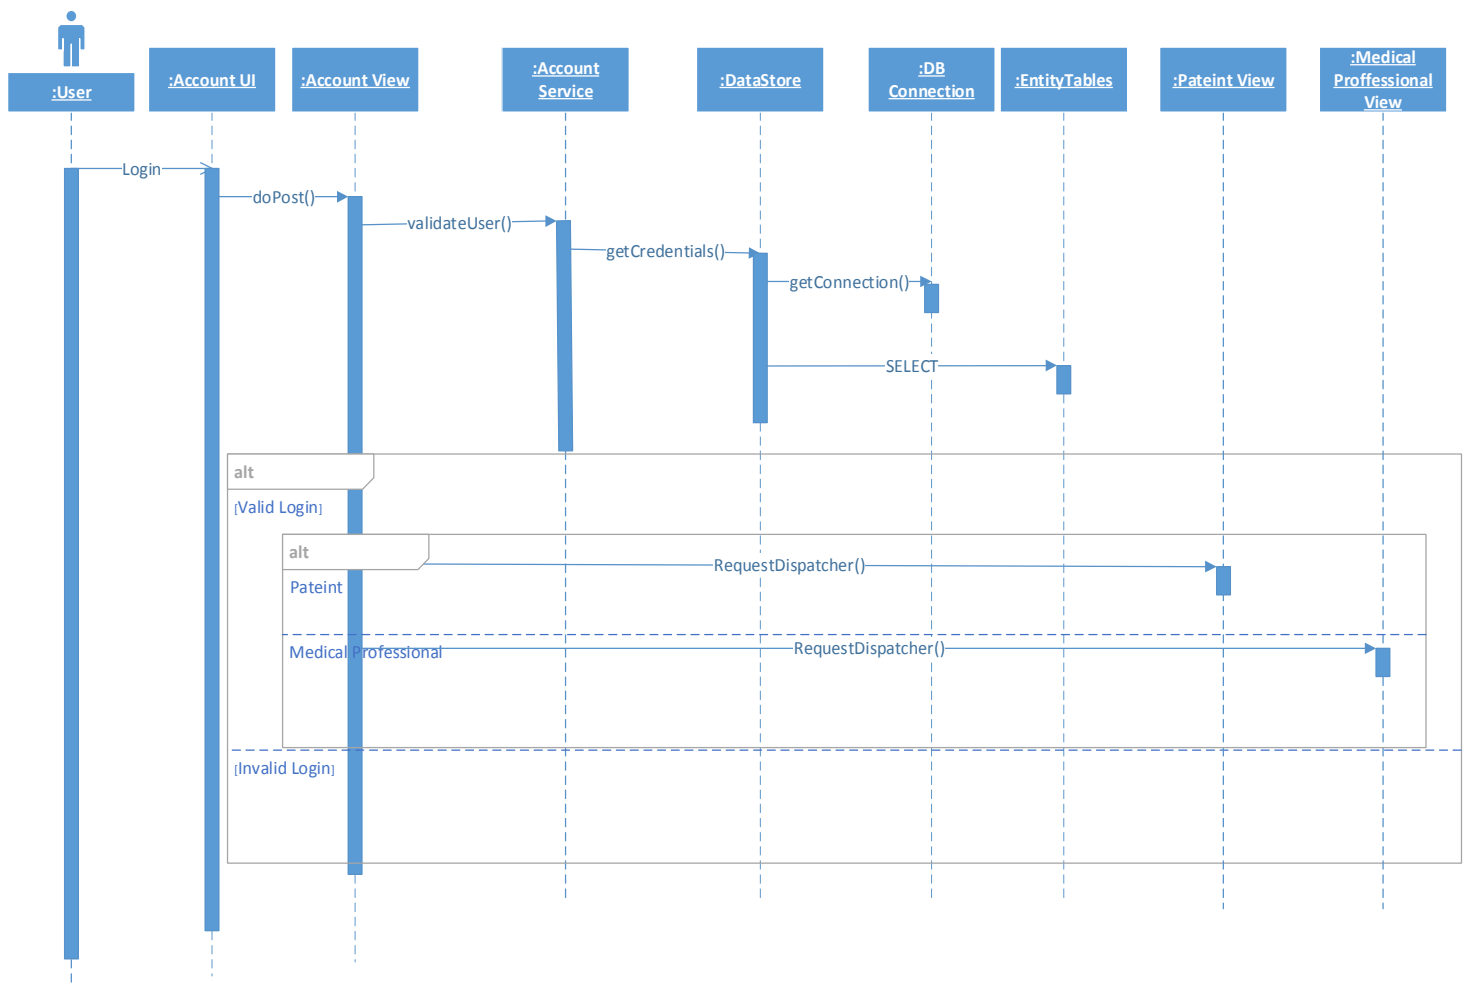 :User
:Account UI
:Account View
:Account
Service
:DataStore
:DB
Connection
:EntityTables
:Pateint View
:Medical
Proffessional
View
Login
doPost()
validateUser()
getCredentials()
getConnection()
SELECT
alt
[Valid Login]
alt
RequestDispatcher()
Pateint
Medical Professional
RequestDispatcher()
[Invalid Login]